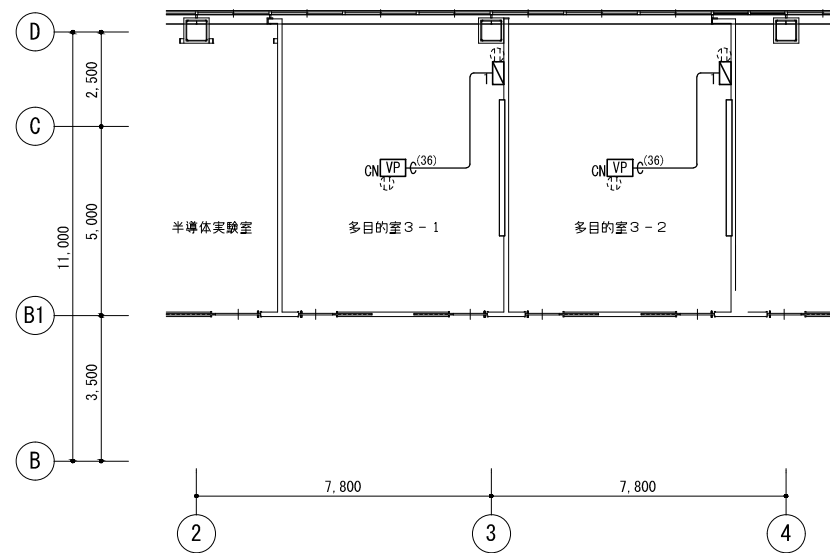 D
2,500
C
(36)
(36)
CN
VP
CN
VP
5,000
11,000
半導体実験室
多目的室3-1
多目的室3-2
B1
3,500
B
7,800
7,800
2
3
4